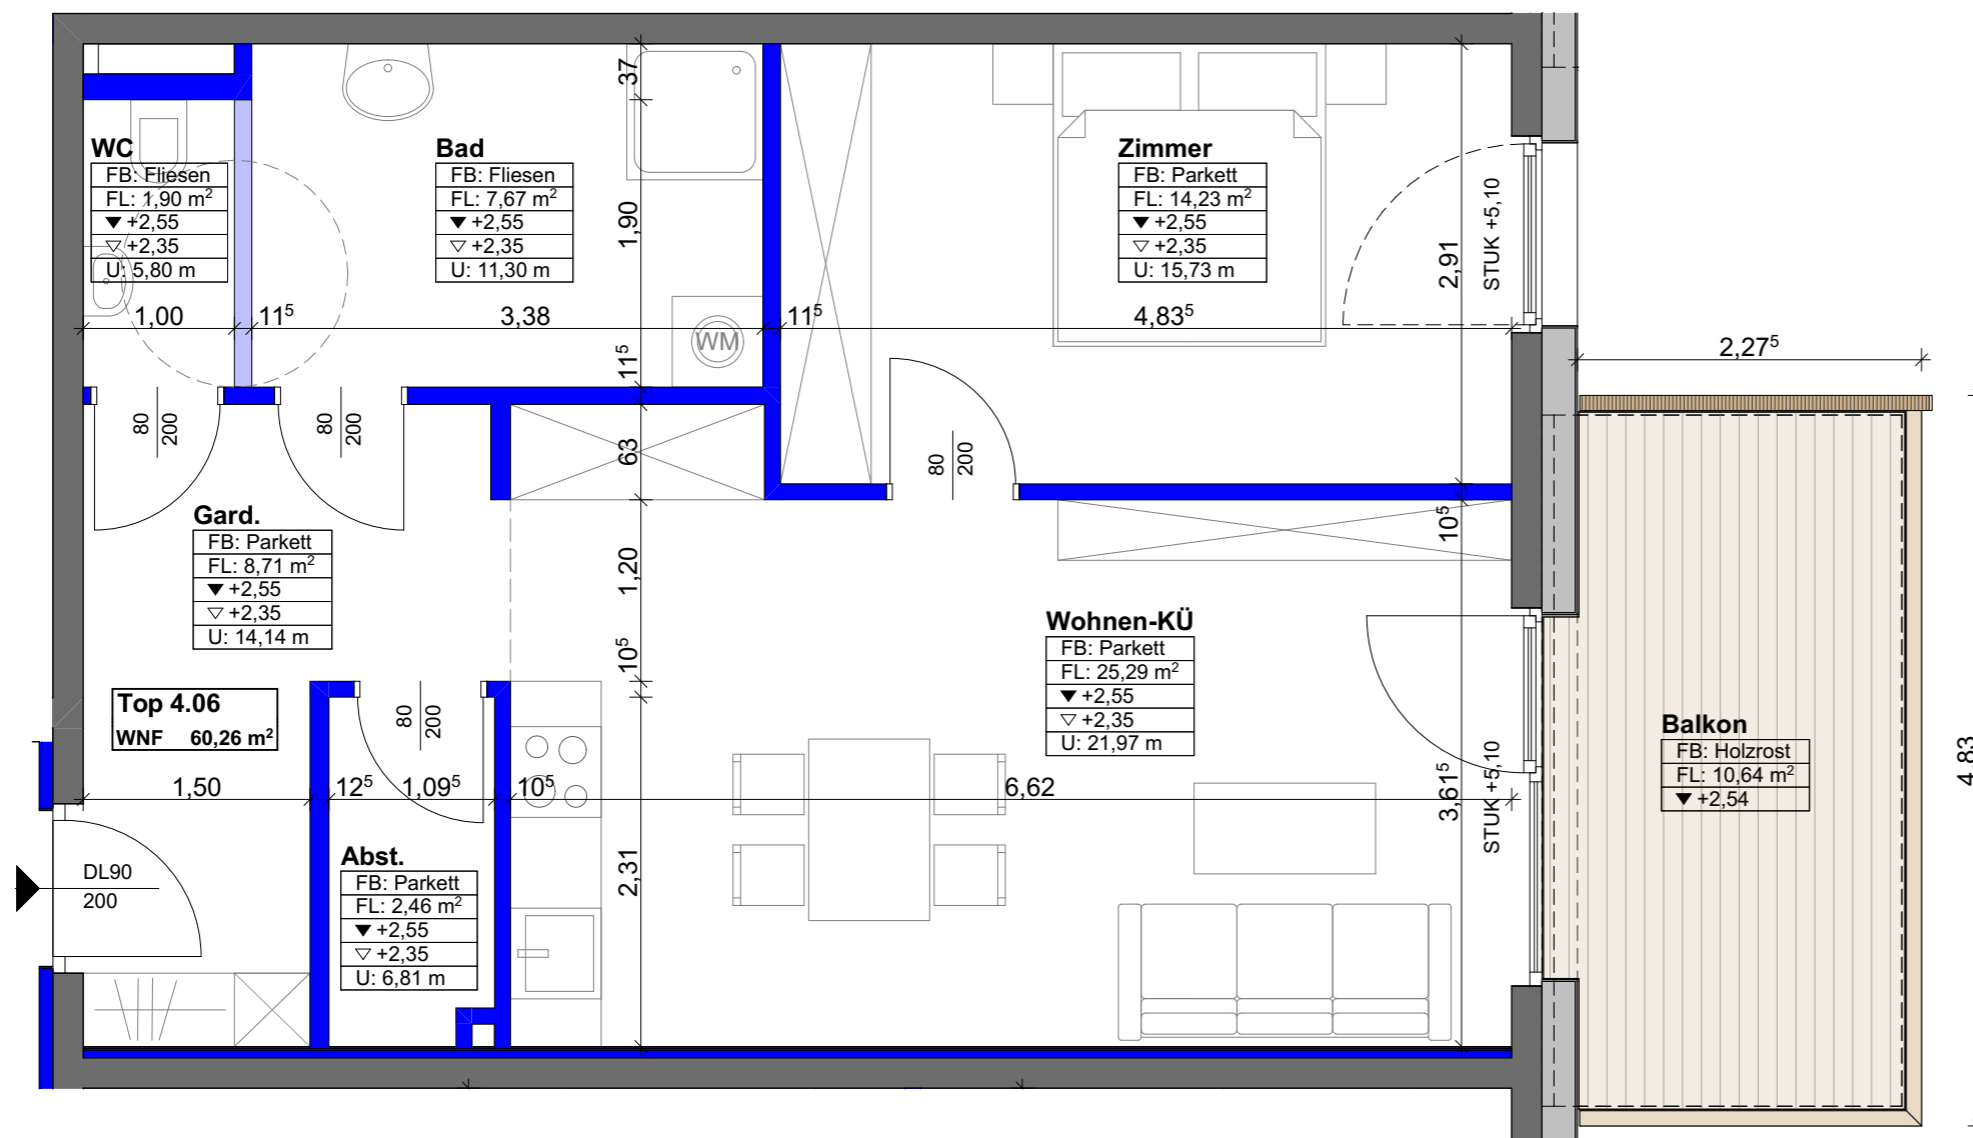 WC
FB: Fliesen
FL: 1,90 m²
▼ +2,55
▽ +2,35
U: 5,80 m
Bad
FB: Fliesen
FL: 7,67 m²
▼ +2,55
▽ +2,35
U: 11,30 m
Zimmer
FB: Parkett
FL: 14,23 m²
▼ +2,55
▽ +2,35
U: 15,73 m
37
1,90
11⁵
2,91
STUK +5,10
1,00
11⁵
3,38
WM
11⁵
4,83⁵
2,27⁵
80
200
80
200
63
80
200
Gard.
FB: Parkett
FL: 8,71 m²
▼ +2,55
▽ +2,35
U: 14,14 m
1,20
10⁵
10⁵
Wohnen-KÜ
FB: Parkett
FL: 25,29 m²
▼ +2,55
▽ +2,35
U: 21,97 m
Top 4.06
WNF 60,26 m²
80
200
Balkon
FB: Holzrost
FL: 10,64 m²
▼ +2,54
4,83
1,50
12⁵
1,09⁵
10⁵
6,62
3,61⁵
STUK +5,10
2,31
DL90
200
Abst.
FB: Parkett
FL: 2,46 m²
▼ +2,55
▽ +2,35
U: 6,81 m